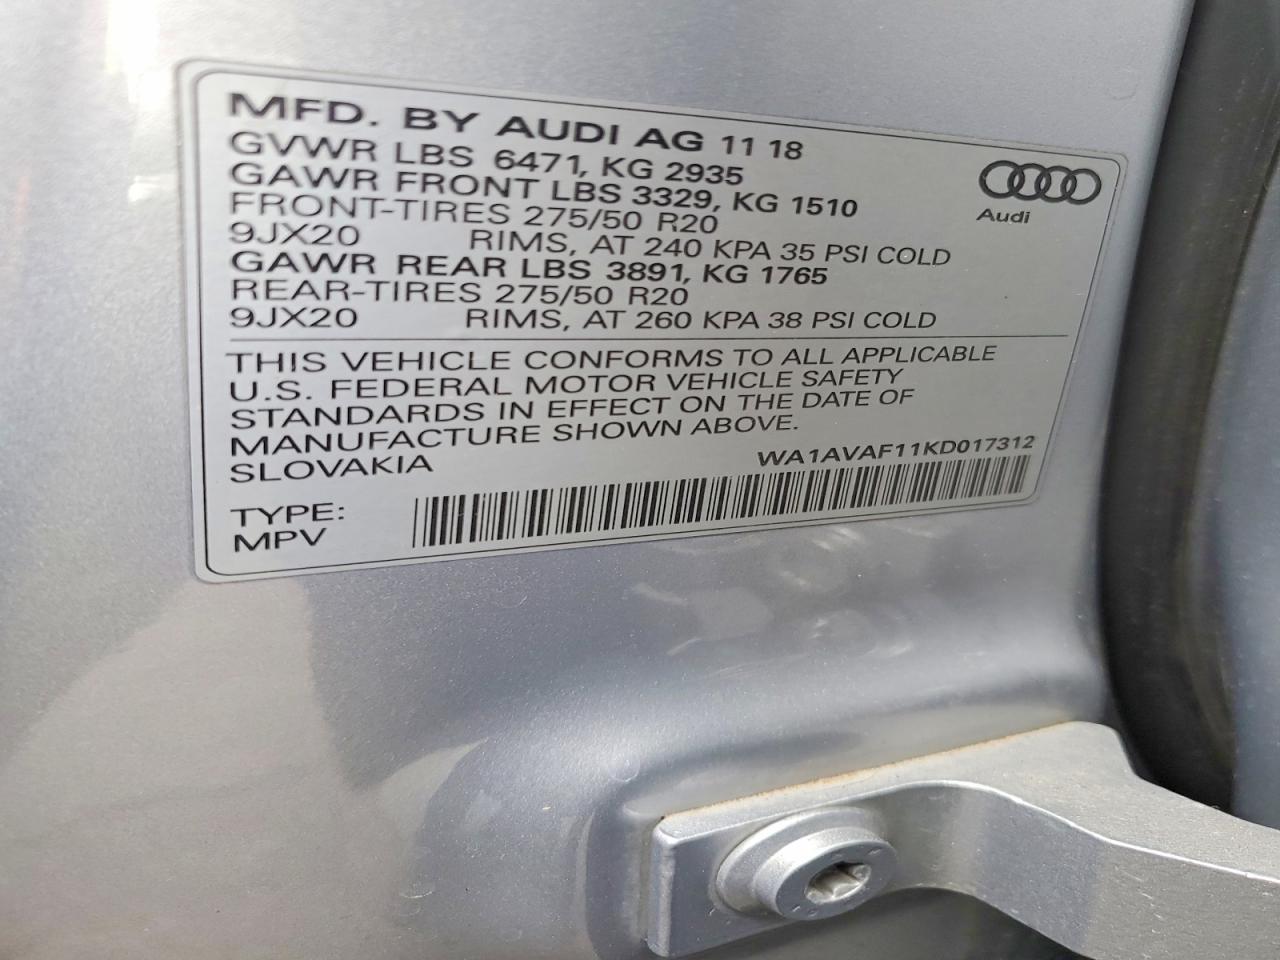 MFD. BY AUDI AG 11 18
GVWR LBS 6471, KG 2935
GAWR FRONT LBS 3329, KG 1510
FRONT-TIRES 275/50 R20
9JX20 RIMS, AT 240 KPA 35 PSI COLD
GAWR REAR LBS 3891, KG 1765
REAR-TIRES 275/50 R20
9JX20 RIMS, AT 260 KPA 38 PSI COLD
Audi
THIS VEHICLE CONFORMS TO ALL APPLICABLE
U.S. FEDERAL MOTOR VEHICLE SAFETY
STANDARDS IN EFFECT ON THE DATE OF
MANUFACTURE SHOWN ABOVE.
SLOVAKIA WA1AVAF11KD017312
TYPE:
MPV